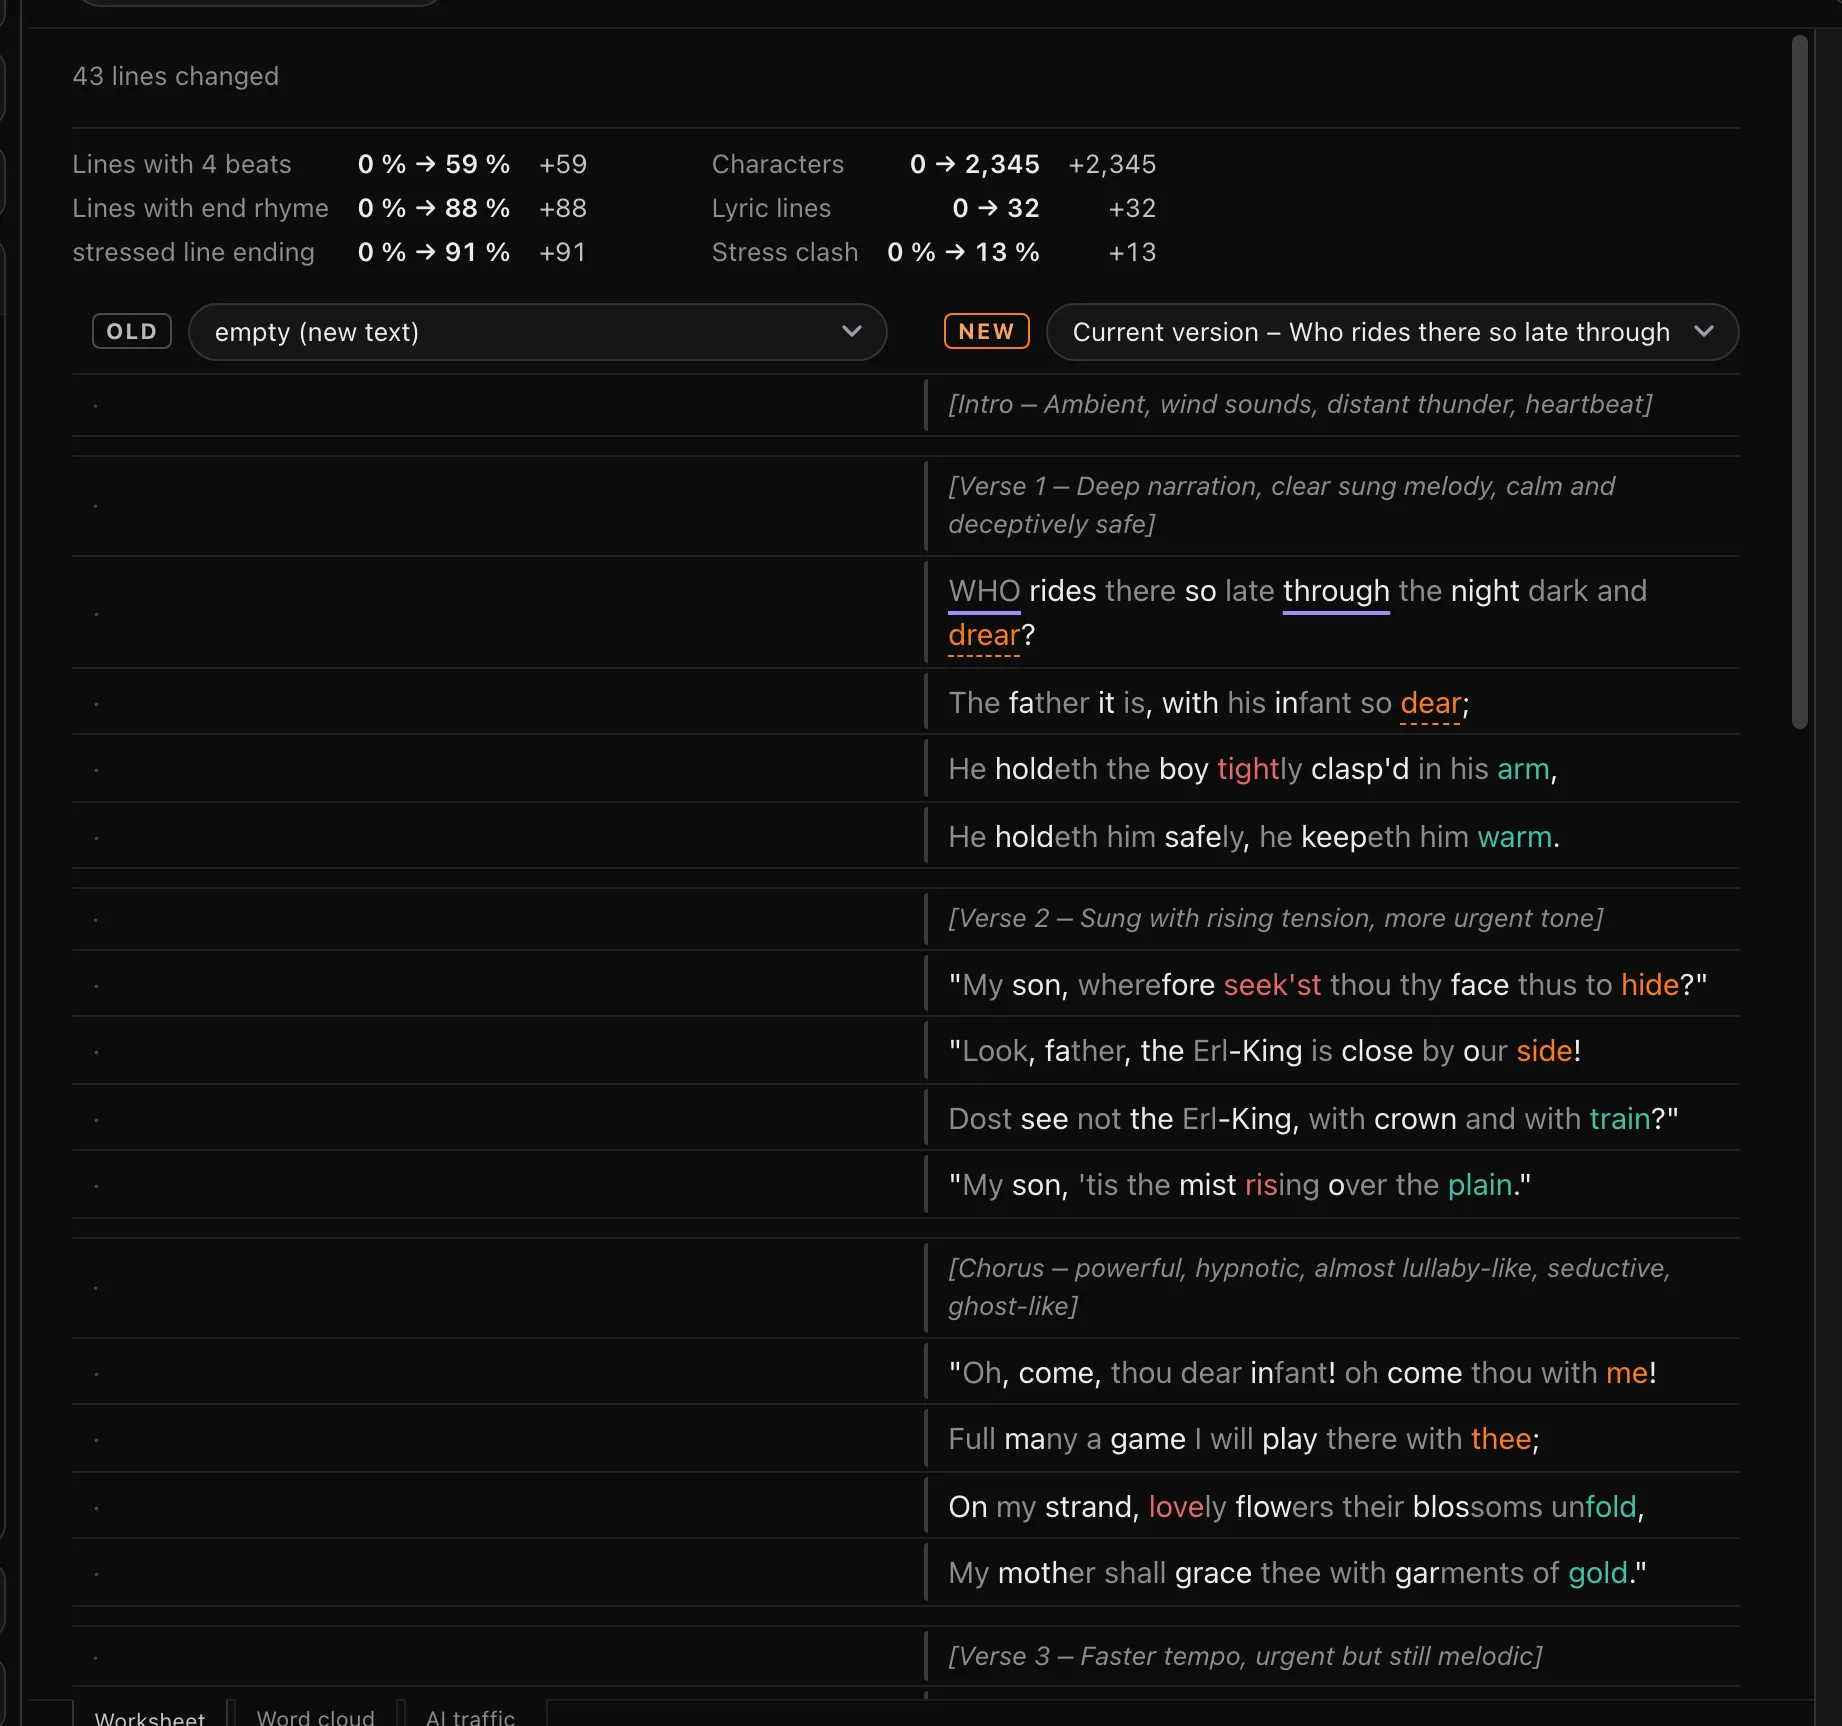 43 lines changed
Lines with 4 beats 0 % → 59 % +59 Characters 0 → 2,345 +2,345
Lines with end rhyme 0 % → 88 % +88 Lyric lines 0 → 32 +32
stressed line ending 0 % → 91 % +91 Stress clash 0 % → 13 % +13
OLD empty (new text) NEW Current version – Who rides there so late through
[Intro – Ambient, wind sounds, distant thunder, heartbeat]
[Verse 1 – Deep narration, clear sung melody, calm and
deceptively safe]
WHO rides there so late through the night dark and
drear?
The father it is, with his infant so dear;
He holdeth the boy tightly clasp'd in his arm,
He holdeth him safely, he keepeth him warm.
[Verse 2 – Sung with rising tension, more urgent tone]
"My son, wherefore seek'st thou thy face thus to hide?"
"Look, father, the Erl-King is close by our side!
Dost see not the Erl-King, with crown and with train?"
"My son, 'tis the mist rising over the plain."
[Chorus – powerful, hypnotic, almost lullaby-like, seductive,
ghost-like]
"Oh, come, thou dear infant! oh come thou with me!
Full many a game I will play there with thee;
On my strand, lovely flowers their blossoms unfold,
My mother shall grace thee with garments of gold."
[Verse 3 – Faster tempo, urgent but still melodic]
Worksheet Word cloud AI traffic